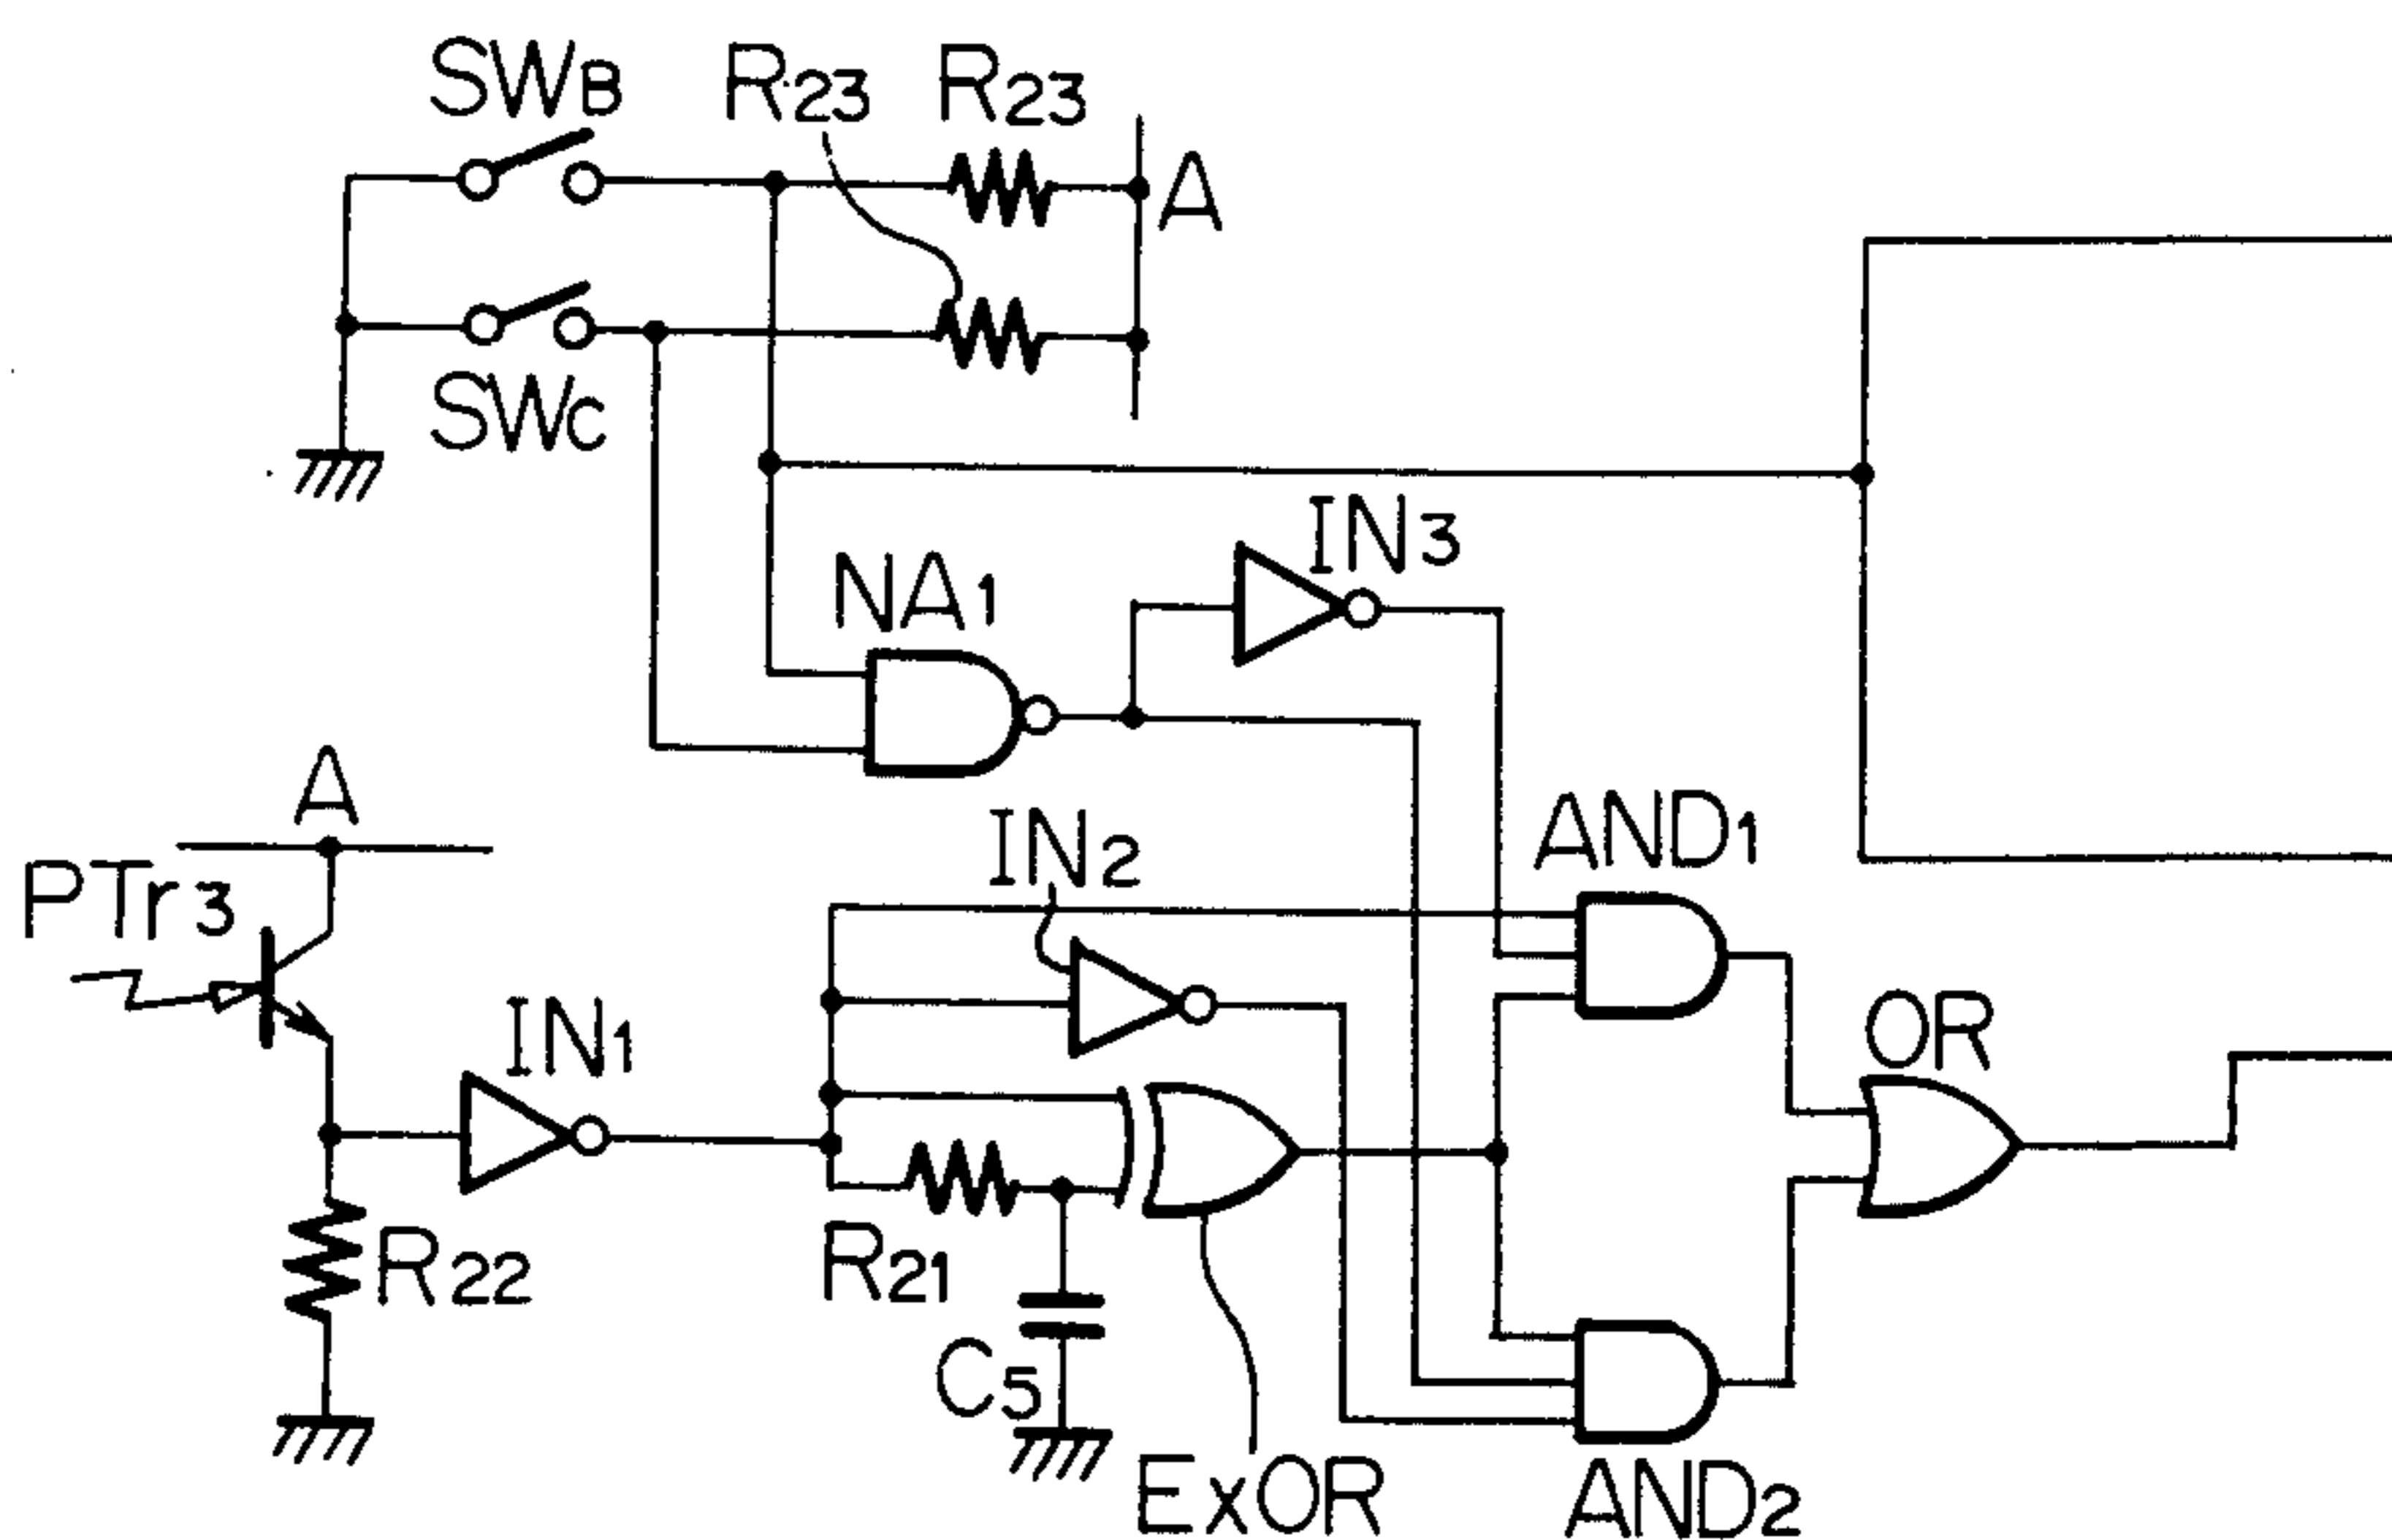 SWB
R23
R23
A
SWC
IN3
NA1
A
IN2
AND1
PTr3
IN1
OR
R21
R22
C5
ExOR
AND2